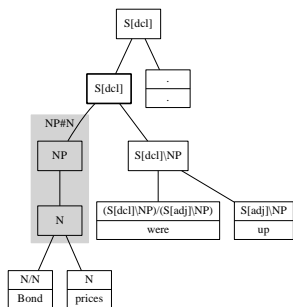 S[dcl]
S[dcl] .
.
NP#N
NP S[dcl]\NP
N (S[dcl]\NP)/(S[adj]\NP) S[adj]\NP
were up
N/N N
Bond prices